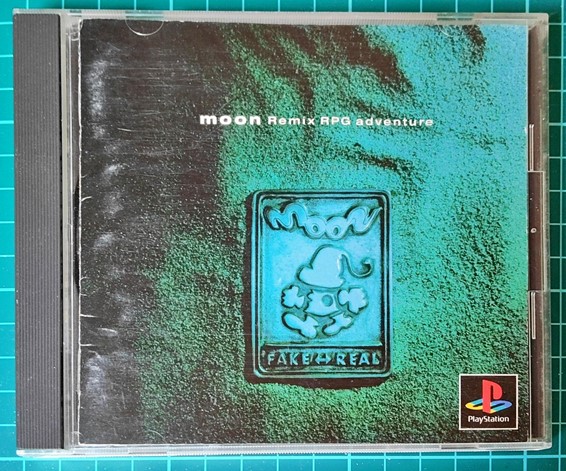 moon Remix RPG adventure
MOON
FAKE↔REAL
PlayStation